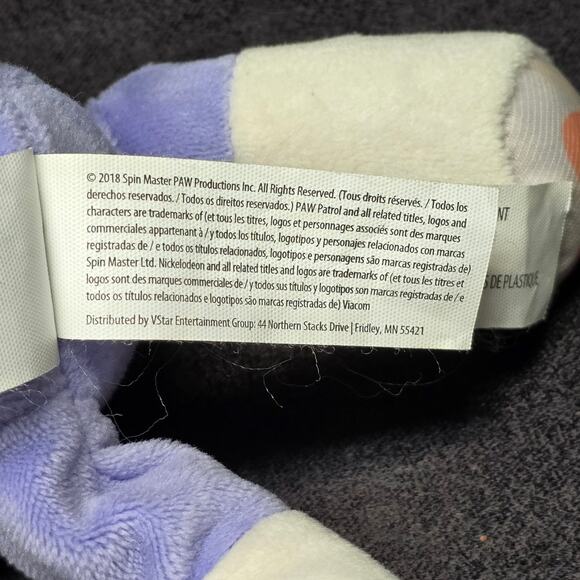 © 2018 Spin Master PAW Productions Inc. All Rights Reserved. (Tous droits réservés. / Todos los
derechos reservados. / Todos os direitos reservados.) PAW Patrol and all related titles, logos and
characters are trademarks of (et tous les titres, logos et personnages associés sont des marques
commerciales appartenant à / y todos los títulos, logotipos y personajes relacionados con marcas
registradas de / e todos os títulos relacionados, logotipos e personagens são marcas registradas de)
Spin Master Ltd. Nickelodeon and all related titles and logos are trademarks of (et tous les titres et
logos sont des marques commerciales de / y todos sus títulos y logotipos son marcas registradas de / e
todos os títulos relacionados e logotipos são marcas registradas de) Viacom
Distributed by VStar Entertainment Group: 44 Northern Stacks Drive | Fridley, MN 55421
NT
DE PLASTIQUE,